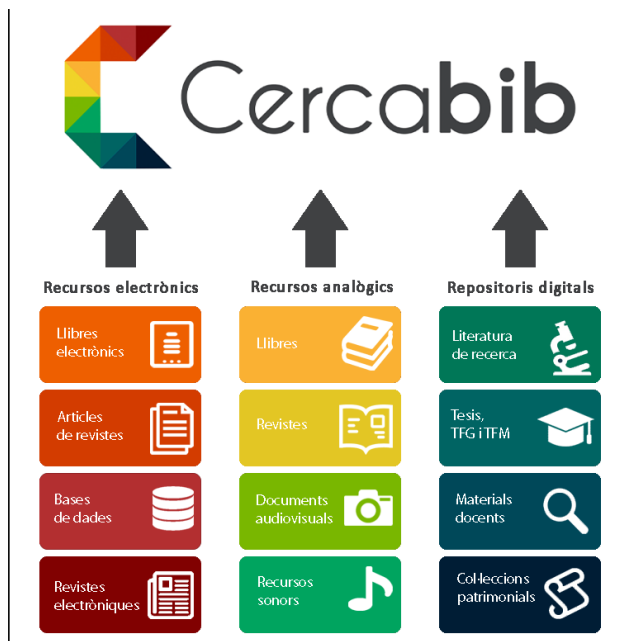 Cercabib
Recursos electrònics
Recursos analògics
Repositoris digitals
Llibres
electrònics
Llibres
Literatura
de recerca
Articles
de revistes
Revistes
Tesis,
TFG i TFM
Bases
de dades
Documents
audiovisuals
Materials
docents
Revistes
electròniques
Recursos
sonors
Col·leccions
patrimonials